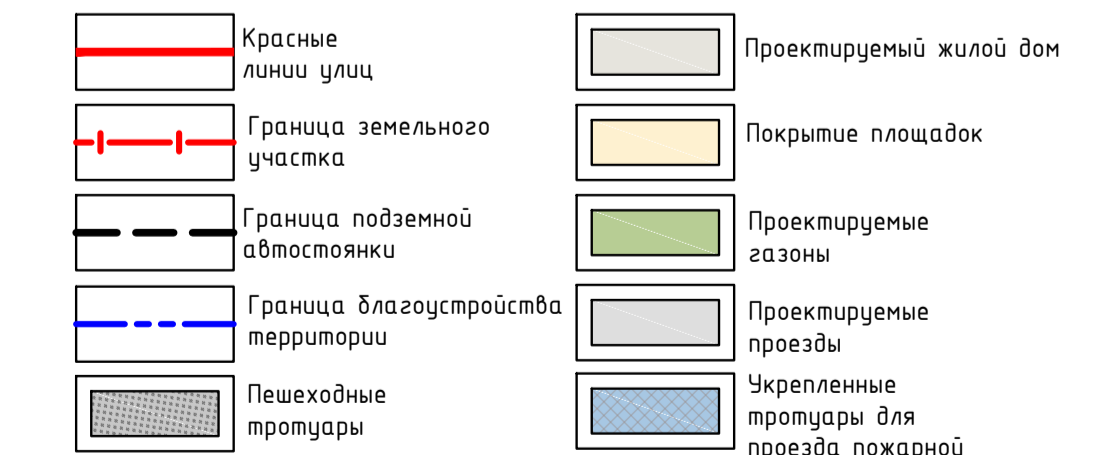 Красные
линии улиц
Граница земельного
участка
Граница подземной
автостоянки
Граница благоустройства
территории
Пешеходные
тротуары
Проектируемый жилой дом
Покрытие площадок
Проектируемые
газоны
Проектируемые
проезды
Укрепленные
тротуары для
проезда пожарной